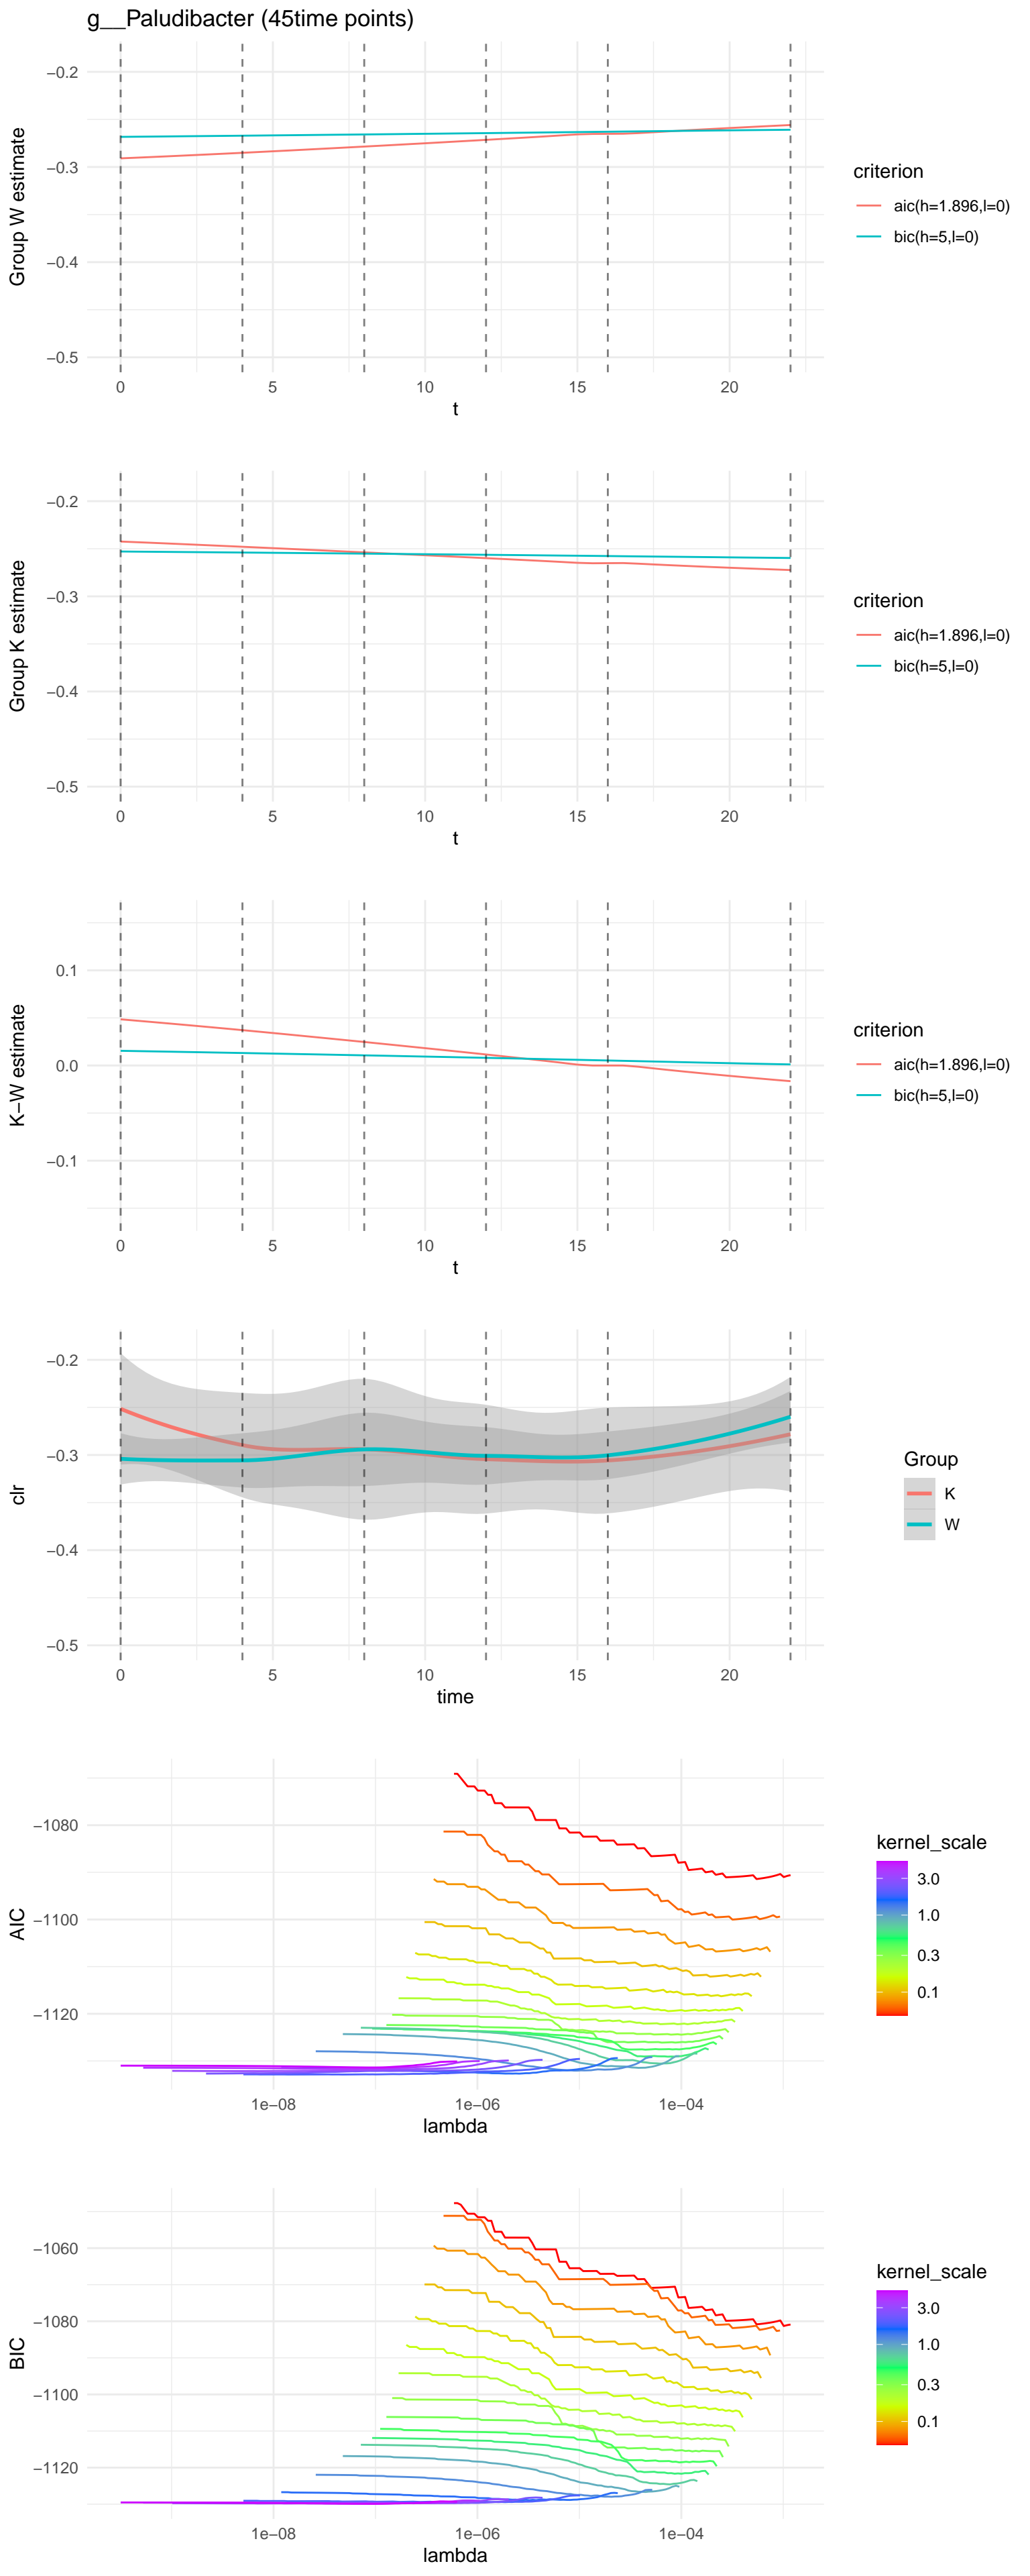 g__Paludibacter (45time points)
−0.2
−0.3
−0.4
−0.5
Group W estimate
0 5 10 15 20
t
criterion
aic(h=1.896,l=0)
bic(h=5,l=0)
−0.2
−0.3
−0.4
−0.5
Group K estimate
0 5 10 15 20
t
criterion
aic(h=1.896,l=0)
bic(h=5,l=0)
0.1
0.0
−0.1
K−W estimate
0 5 10 15 20
t
criterion
aic(h=1.896,l=0)
bic(h=5,l=0)
−0.2
−0.3
−0.4
−0.5
clr
0 5 10 15 20
time
Group
K
W
−1080
−1100
−1120
AIC
1e−08 1e−06 1e−04
lambda
kernel_scale
3.0
1.0
0.3
0.1
−1060
−1080
−1100
−1120
BIC
1e−08 1e−06 1e−04
lambda
kernel_scale
3.0
1.0
0.3
0.1